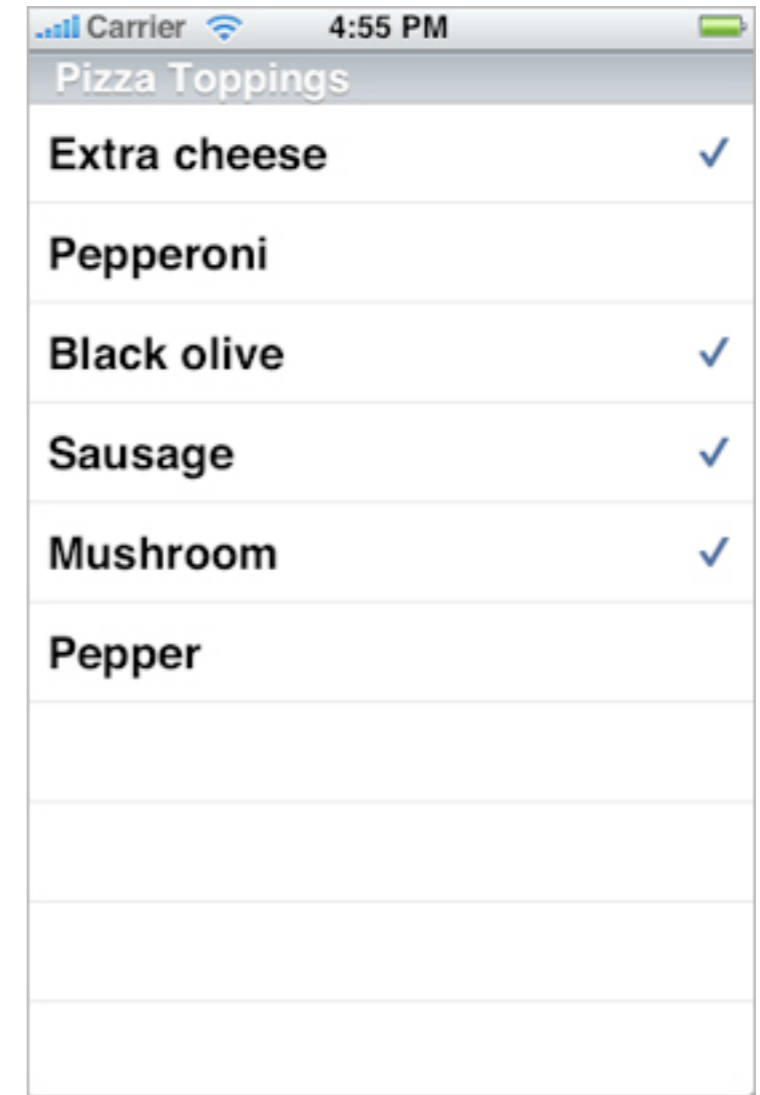 Carrier 4:55 PM
Pizza Toppings
Extra cheese
Pepperoni
Black olive
Sausage
Mushroom
Pepper